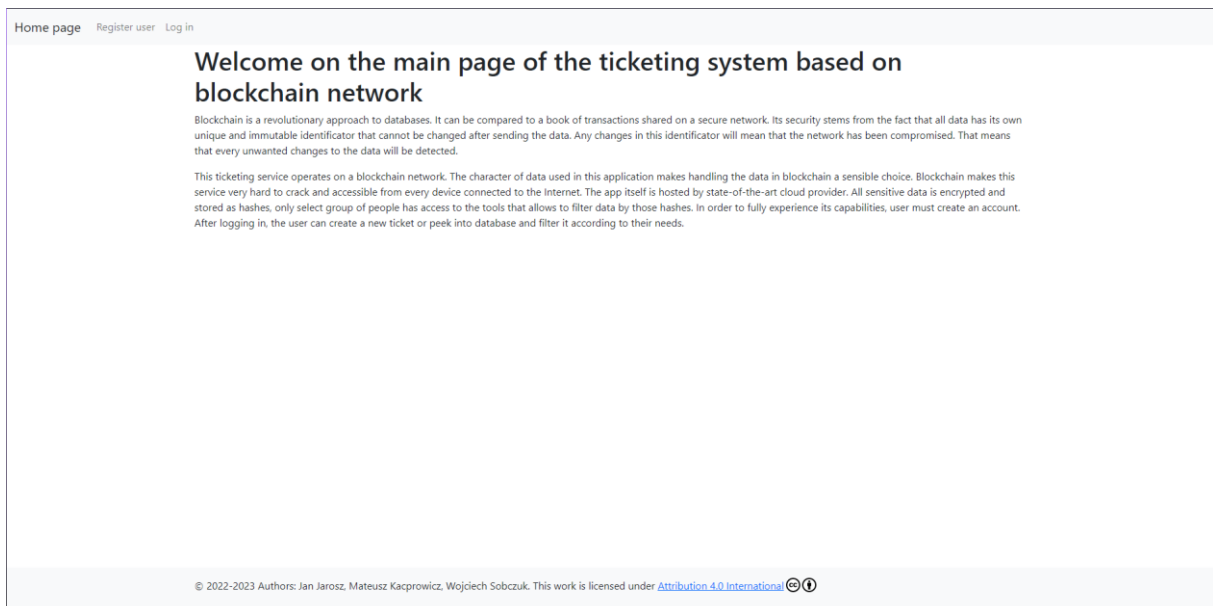 Home page Register user Log in
Welcome on the main page of the ticketing system based on
blockchain network
Blockchain is a revolutionary approach to databases. It can be compared to a book of transactions shared on a secure network. Its security stems from the fact that all data has its own
unique and immutable identificator that cannot be changed after sending the data. Any changes in this identificator will mean that the network has been compromised. That means
that every unwanted changes to the data will be detected.
This ticketing service operates on a blockchain network. The character of data used in this application makes handling the data in blockchain a sensible choice. Blockchain makes this
service very hard to crack and accessible from every device connected to the Internet. The app itself is hosted by state-of-the-art cloud provider. All sensitive data is encrypted and
stored as hashes, only select group of people has access to the tools that allows to filter data by those hashes. In order to fully experience its capabilities, user must create an account.
After logging in, the user can create a new ticket or peek into database and filter it according to their needs.
© 2022-2023 Authors: Jan Jarosz, Mateusz Kacprowicz, Wojciech Sobczuk. This work is licensed under Attribution 4.0 International